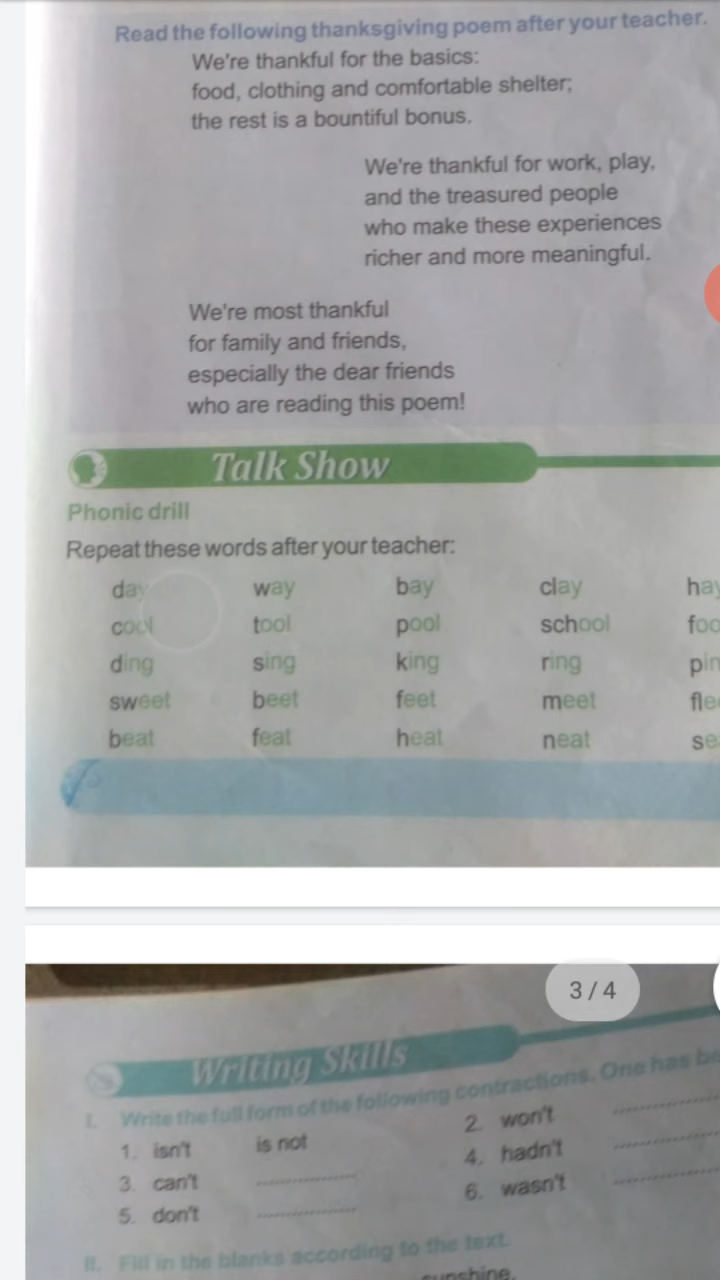 Read the following thanksgiving poem after your teacher.
We're thankful for the basics:
food, clothing and comfortable shelter;
the rest is a bountiful bonus.
We're thankful for work, play,
and the treasured people
who make these experiences
richer and more meaningful.
We're most thankful
for family and friends,
especially the dear friends
who are reading this poem!
Talk Show
Phonic drill
Repeat these words after your teacher:
day way bay clay
cool tool pool school
ding sing king ring
sweet beet feet meet
beat feat heat neat
3 / 4
Writing Skills
I. Write the full form of the following contractions. One has
1. isn't is not 2. won't
3. can't 4. hadn't
5. don't 6. wasn't
II. Fill in the blanks according to the text.
sunshine.